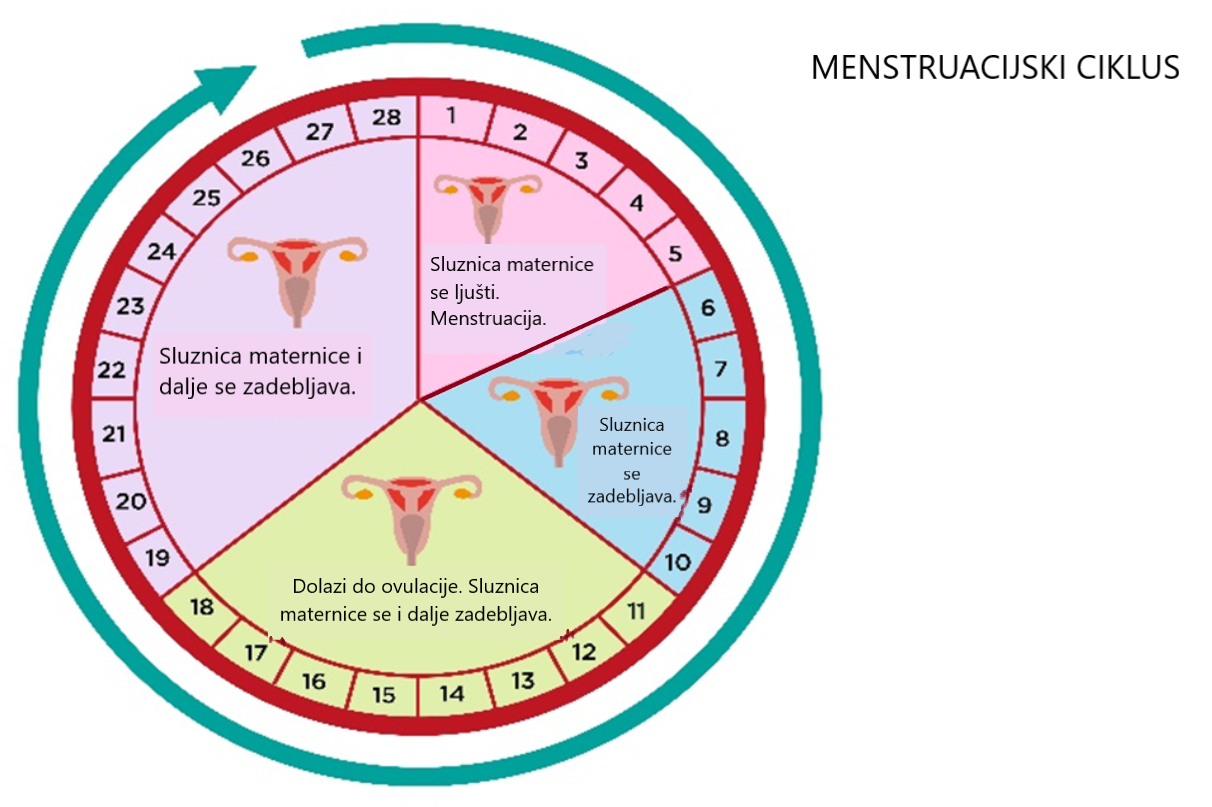 MENSTRUACIJSKI CIKLUS
1
2
3
4
5
Sluznica maternice
se ljušti.
Menstruacija.
6
7
8
9
10
Sluznica
maternice
se
zadebljava.
11
12
13
14
15
16
17
18
Dolazi do ovulacije. Sluznica
maternice se i dalje zadebljava.
19
20
21
22
23
24
25
26
27
28
Sluznica maternice i
dalje se zadebljava.